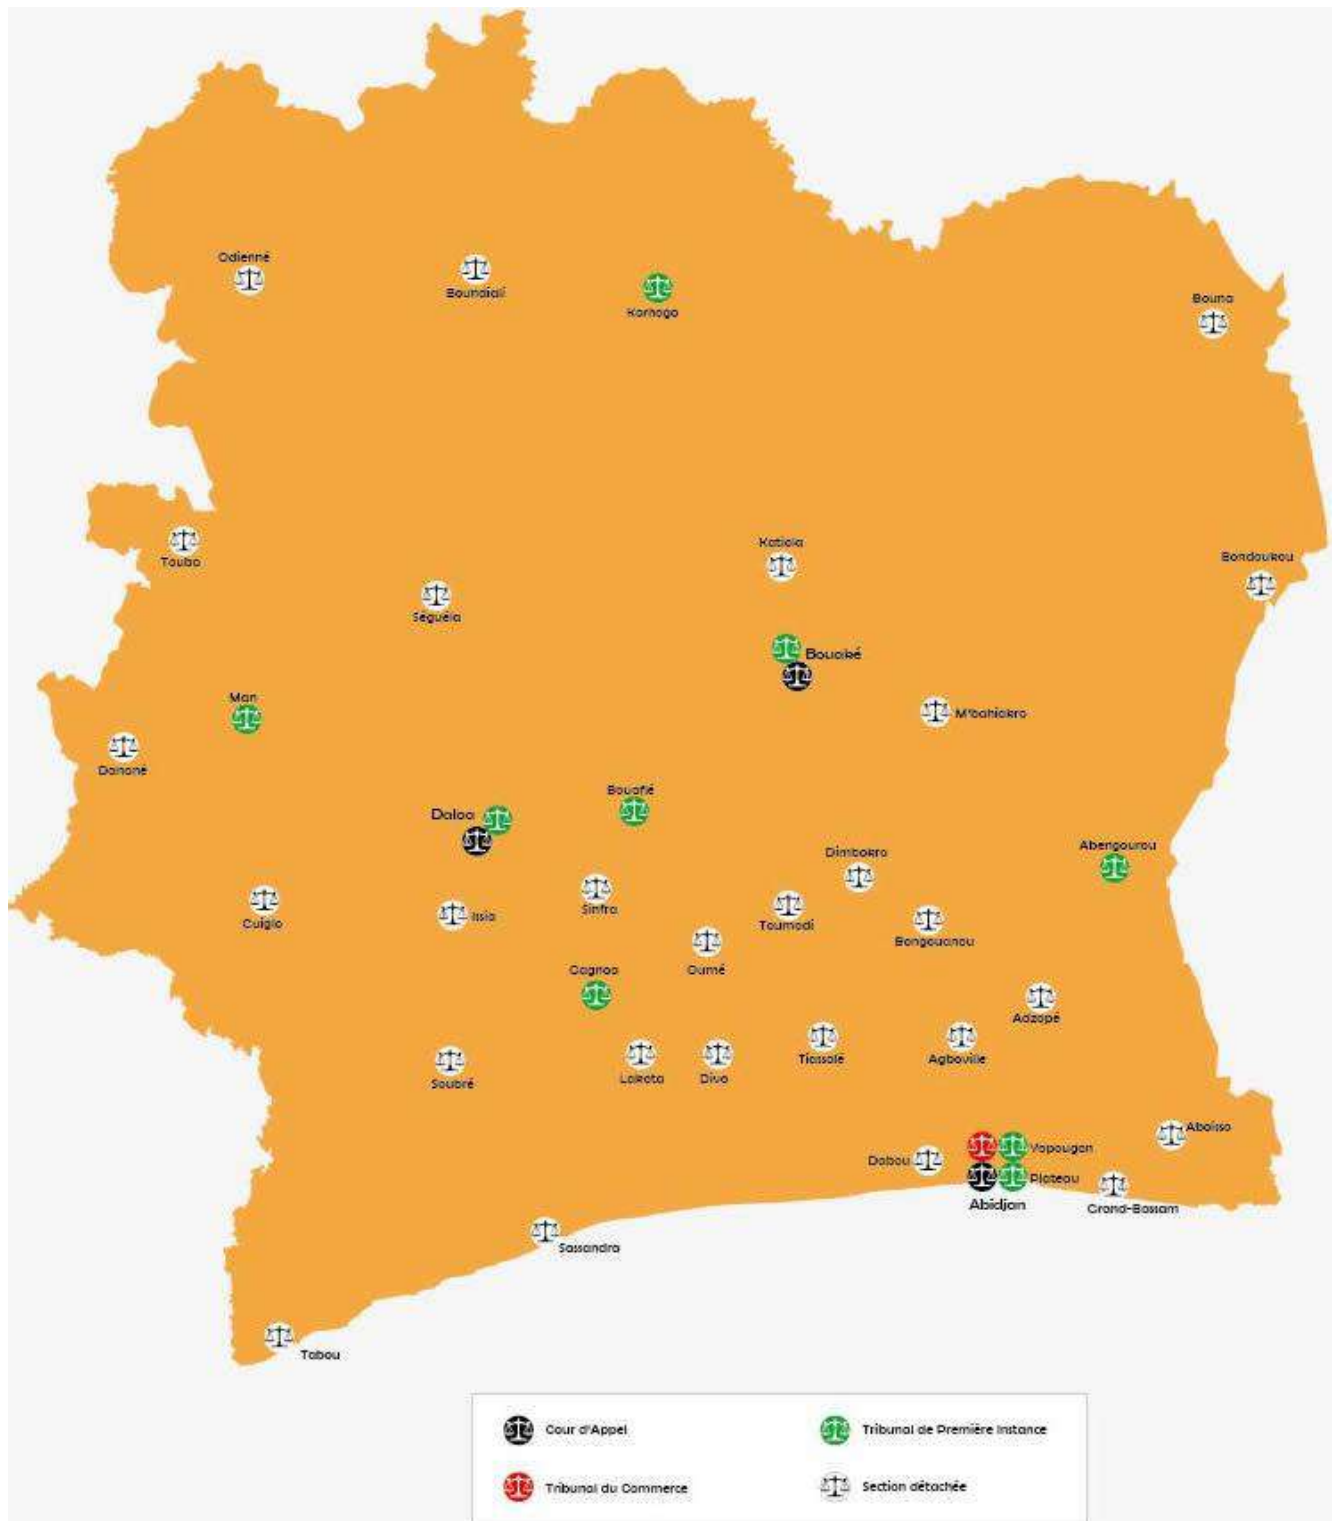 Odienné
Boundiali
Korhogo
Bouna
Touba
Katiola
Bondoukou
Séguéla
Bouaké
Man
M'bahiakro
Danané
Bouaflé
Daloa
Dimbokro
Abengourou
Guiglo
Issia
Sinfra
Toumodi
Bongouanou
Oumé
Gagnoa
Adzopé
Tiassalé
Agboville
Soubré
Lakota
Divo
Aboisso
Yopougon
Dabou
Plateau
Abidjan
Grand-Bassam
Sassandra
Tabou
Cour d'Appel
Tribunal de Première Instance
Tribunal du Commerce
Section détachée